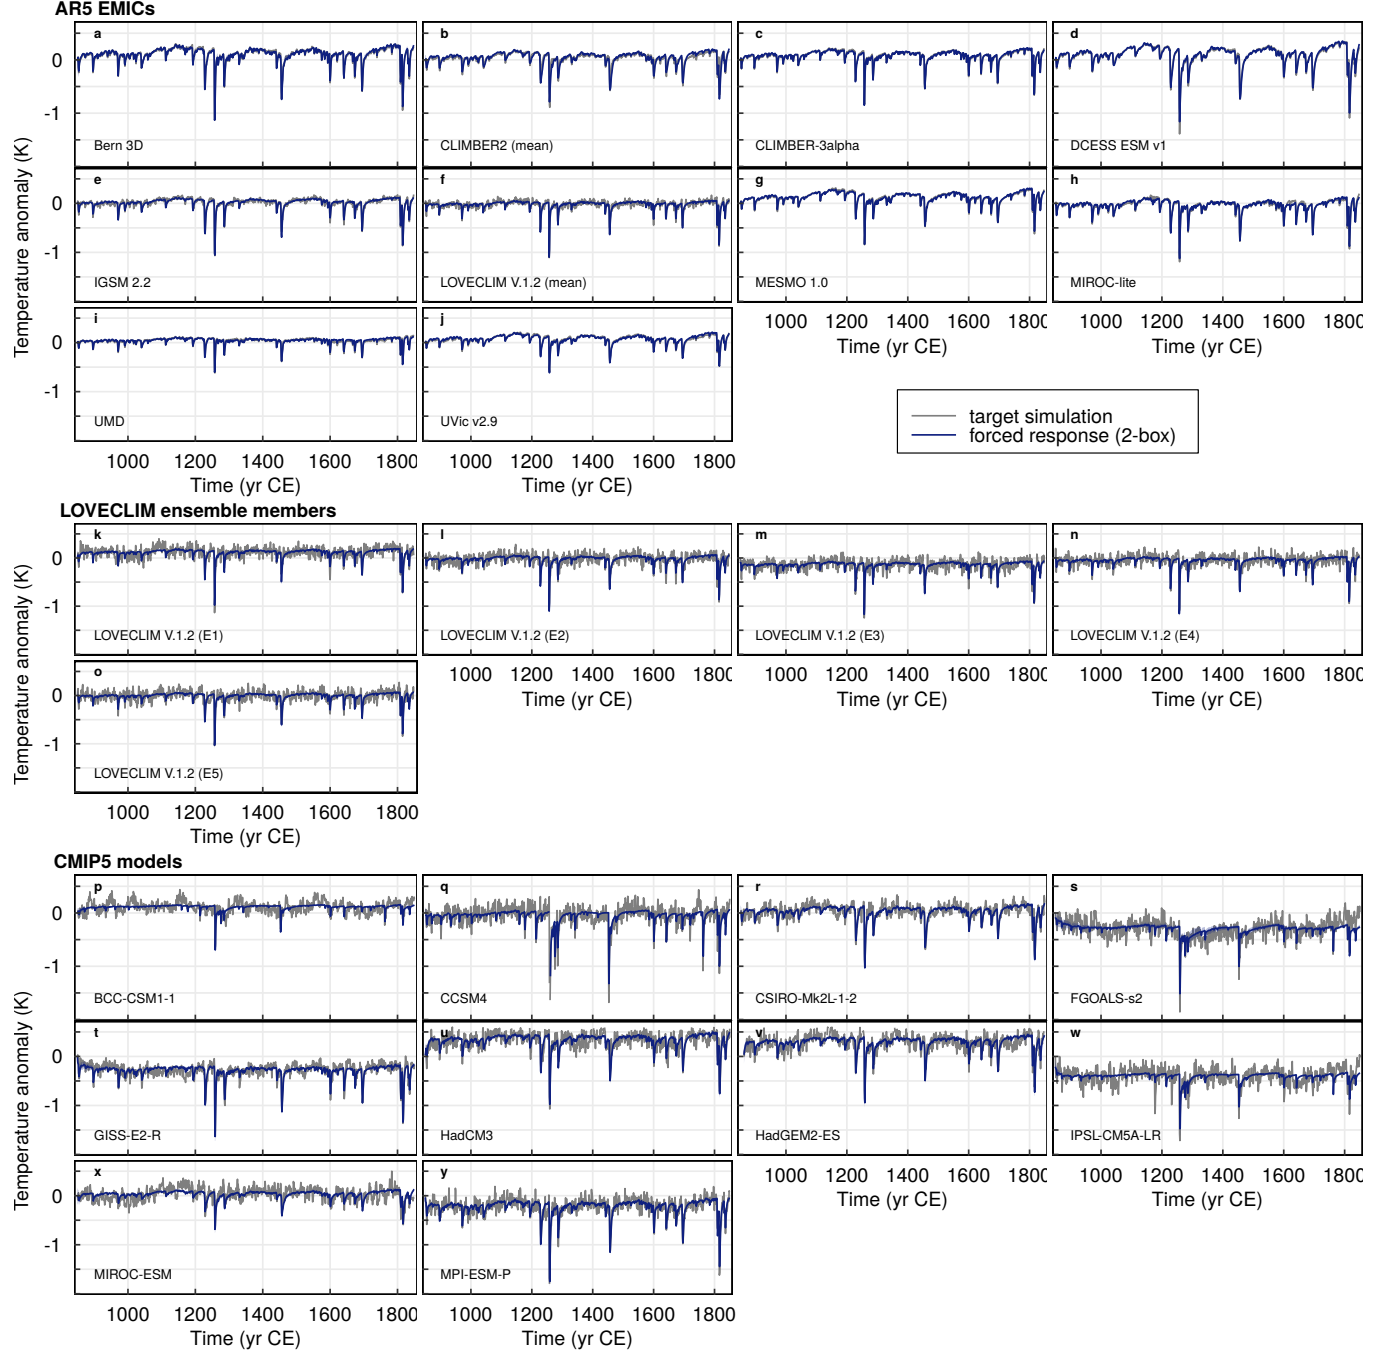 AR5 EMICs
a
b
c
d
0
-1
Bern 3D
CLIMBER2 (mean)
CLIMBER-3alpha
DCESS ESM v1
Temperature anomaly (K)
e
f
g
h
0
-1
IGSM 2.2
LOVECLIM V.1.2 (mean)
MESMO 1.0
MIROC-lite
1000 1200 1400 1600 1800
1000 1200 1400 1600 1800
Time (yr CE)
Time (yr CE)
i
j
0
-1
UMD
UVic v2.9
target simulation
forced response (2-box)
1000 1200 1400 1600 1800
1000 1200 1400 1600 1800
Time (yr CE)
Time (yr CE)
LOVECLIM ensemble members
k
l
m
n
0
-1
LOVECLIM V.1.2 (E1)
LOVECLIM V.1.2 (E2)
LOVECLIM V.1.2 (E3)
LOVECLIM V.1.2 (E4)
Temperature anomaly (K)
1000 1200 1400 1600 1800
1000 1200 1400 1600 1800
1000 1200 1400 1600 1800
Time (yr CE)
Time (yr CE)
Time (yr CE)
o
0
-1
LOVECLIM V.1.2 (E5)
1000 1200 1400 1600 1800
Time (yr CE)
CMIP5 models
p
q
r
s
0
-1
BCC-CSM1-1
CCSM4
CSIRO-Mk2L-1-2
FGOALS-s2
Temperature anomaly (K)
t
u
v
w
0
-1
GISS-E2-R
HadCM3
HadGEM2-ES
IPSL-CM5A-LR
1000 1200 1400 1600 1800
1000 1200 1400 1600 1800
Time (yr CE)
Time (yr CE)
x
y
0
-1
MIROC-ESM
MPI-ESM-P
1000 1200 1400 1600 1800
1000 1200 1400 1600 1800
Time (yr CE)
Time (yr CE)